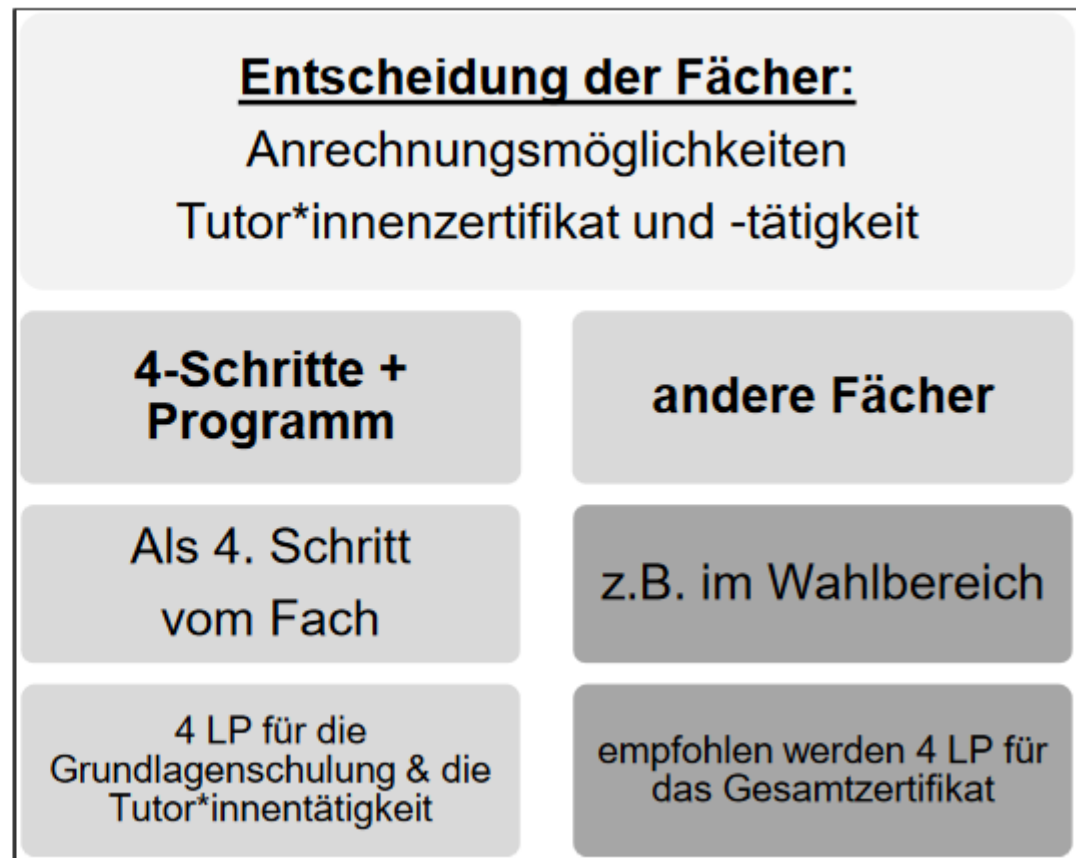 Entscheidung der Fächer:
Anrechnungsmöglichkeiten
Tutor*innenzertifikat und -tätigkeit
4-Schritte +
Programm
andere Fächer
Als 4. Schritt
vom Fach
z.B. im Wahlbereich
4 LP für die
Grundlagenschulung & die
Tutor*innentätigkeit
empfohlen werden 4 LP für
das Gesamtzertifikat